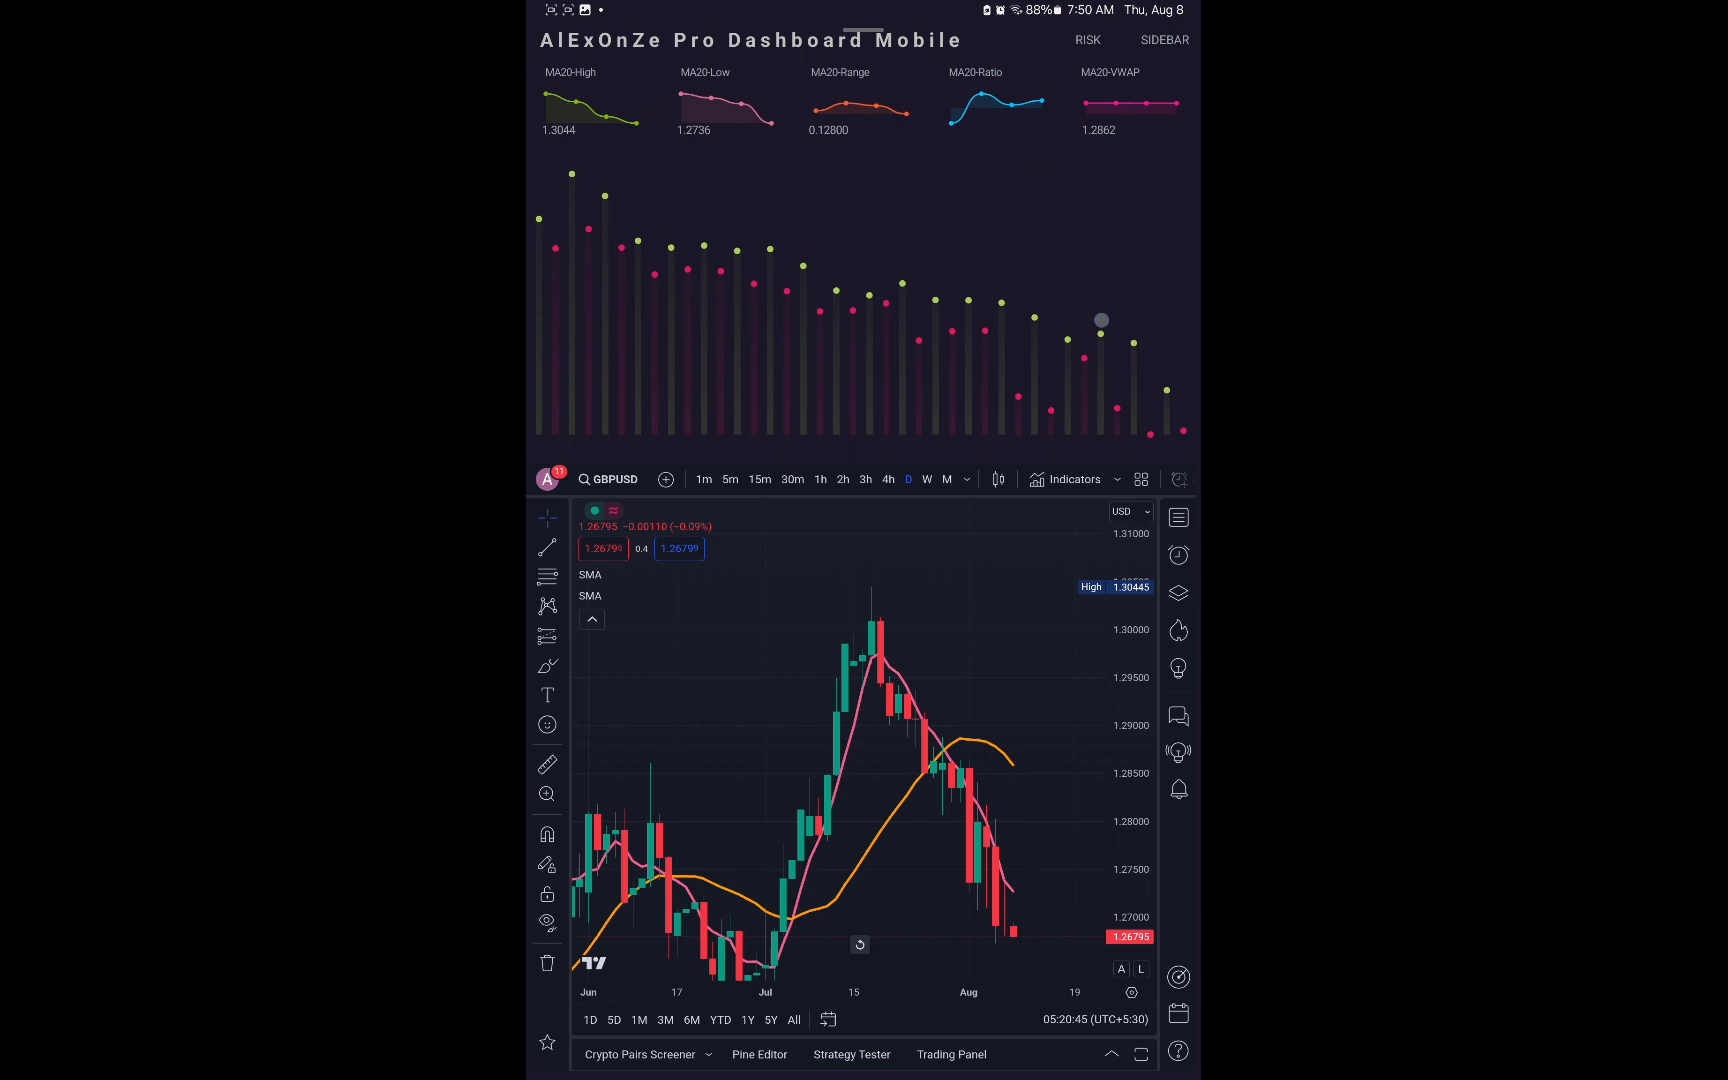 88% 7:50 AM Thu, Aug 8
AlExOnZe Pro Dashboard Mobile RISK SIDEBAR
MA20-High MA20-Low MA20-Range MA20-Ratio MA20-VWAP
1.3044 1.2736 0.12800 1.2862
A 11 GBPUSD 1m 5m 15m 30m 1h 2h 3h 4h D W M Indicators
USD
1.26795 −0.00110 (−0.09%)
1.31000
1.26795 0.4 1.26799
SMA
High 1.30445
SMA
1.30000
1.29500
1.29000
1.28500
1.28000
1.27500
1.27000
1.26795
A L
Jun 17 Jul 15 Aug 19
1D 5D 1M 3M 6M YTD 1Y 5Y All 05:20:45 (UTC+5:30)
Crypto Pairs Screener Pine Editor Strategy Tester Trading Panel